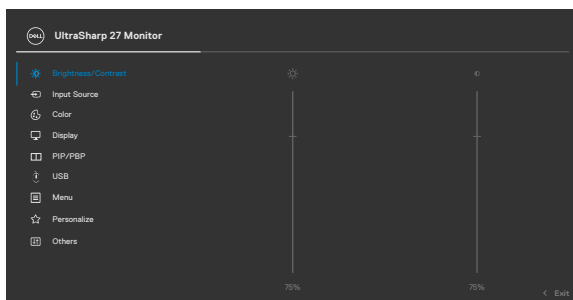 DELL UltraSharp 27 Monitor
Brightness/Contrast
Input Source
Color
Display
PIP/PBP
USB
Menu
Personalize
Others
75% 75%
Exit